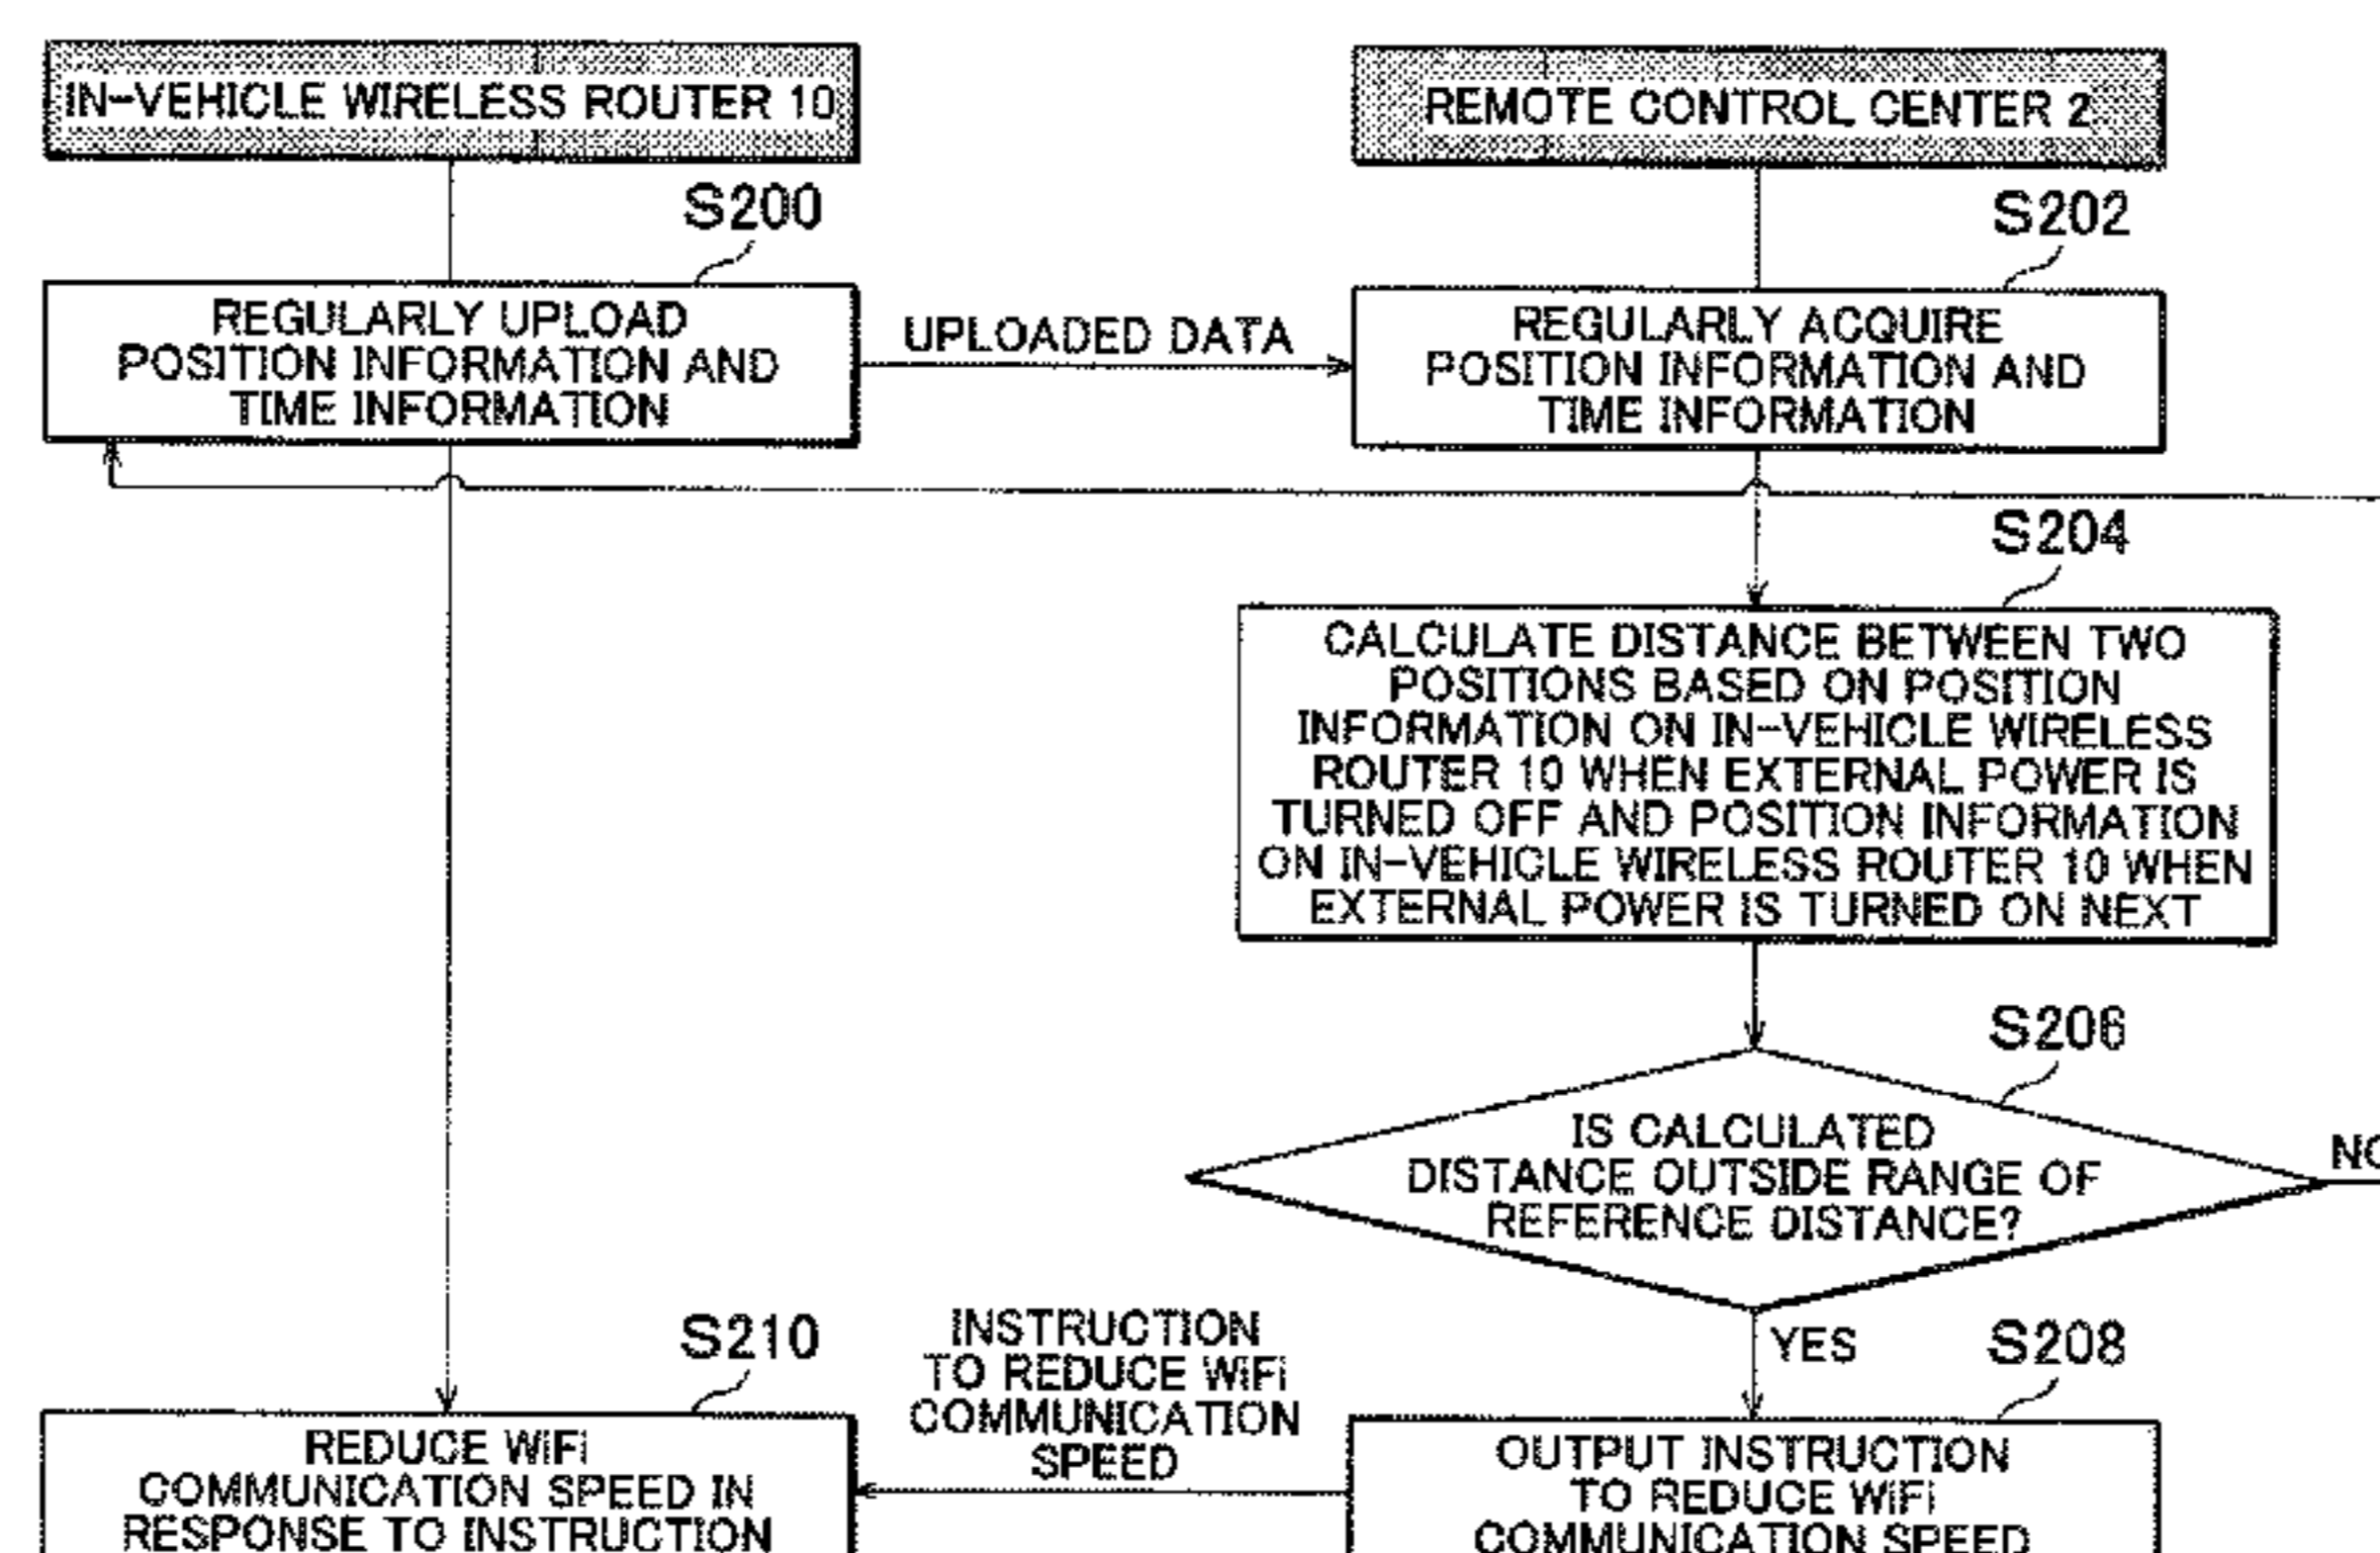 IN-VEHICLE WIRELESS ROUTER 10
REMOTE CONTROL CENTER 2
S200
S202
REGULARLY UPLOAD
POSITION INFORMATION AND
TIME INFORMATION
UPLOADED DATA
REGULARLY ACQUIRE
POSITION INFORMATION AND
TIME INFORMATION
S204
CALCULATE DISTANCE BETWEEN TWO
POSITIONS BASED ON POSITION
INFORMATION ON IN-VEHICLE WIRELESS
ROUTER 10 WHEN EXTERNAL POWER IS
TURNED OFF AND POSITION INFORMATION
ON IN-VEHICLE WIRELESS ROUTER 10 WHEN
EXTERNAL POWER IS TURNED ON NEXT
S206
IS CALCULATED
DISTANCE OUTSIDE RANGE OF
REFERENCE DISTANCE?
NO
YES
S208
OUTPUT INSTRUCTION
TO REDUCE WiFi
COMMUNICATION SPEED
INSTRUCTION
TO REDUCE WiFi
COMMUNICATION
SPEED
S210
REDUCE WiFi
COMMUNICATION SPEED IN
RESPONSE TO INSTRUCTION